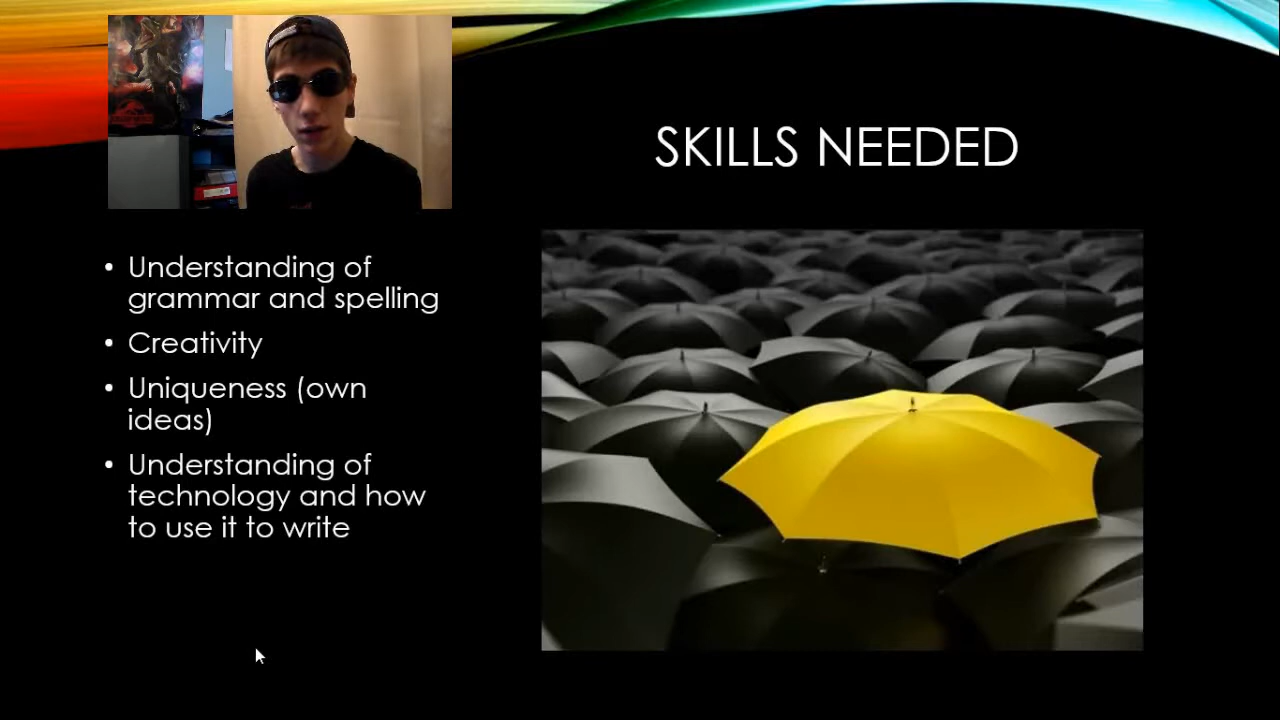 SKILLS NEEDED
• Understanding of
grammar and spelling
• Creativity
• Uniqueness (own
ideas)
• Understanding of
technology and how
to use it to write